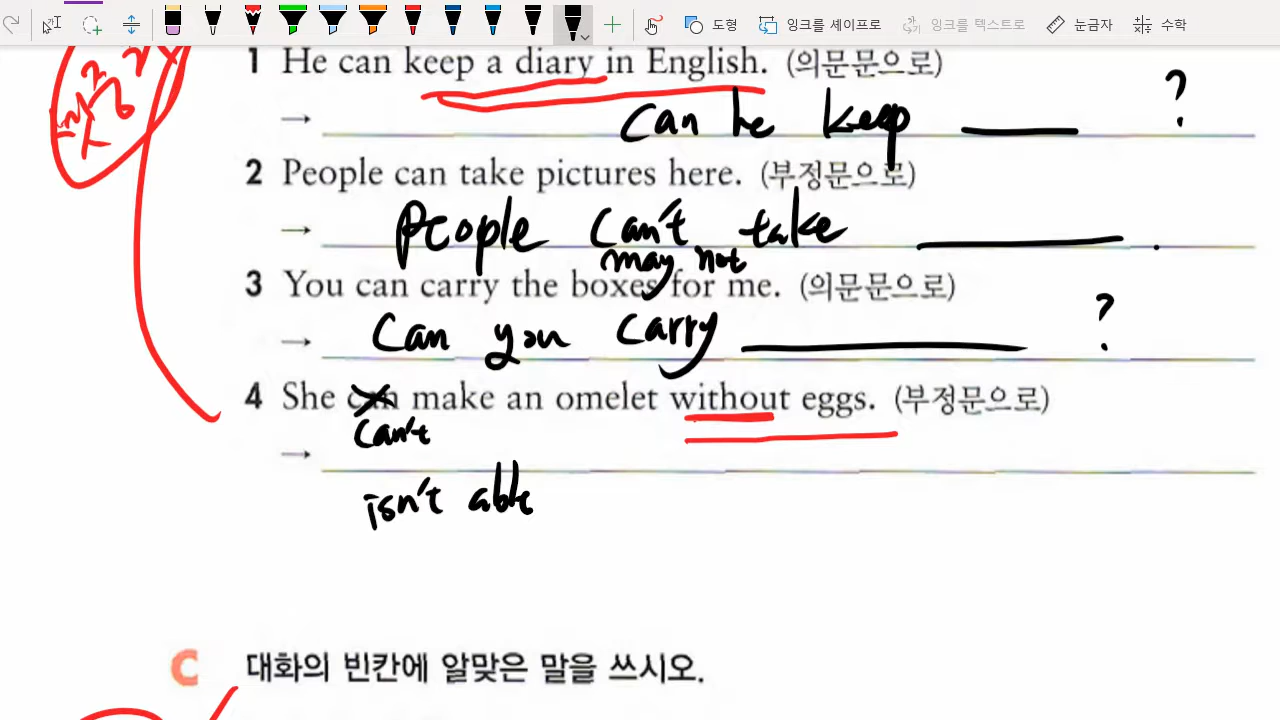 도형 잉크를 셰이프로 잉크를 텍스트로 눈금자 수학
1 He can keep a diary in English. (의문문으로)
→ Can he keep ?
2 People can take pictures here. (부정문으로)
→ People can't take .
may not
3 You can carry the boxes for me. (의문문으로)
→ Can you carry ?
4 She can make an omelet without eggs. (부정문으로)
can't
→
isn't able
C 대화의 빈칸에 알맞은 말을 쓰시오.